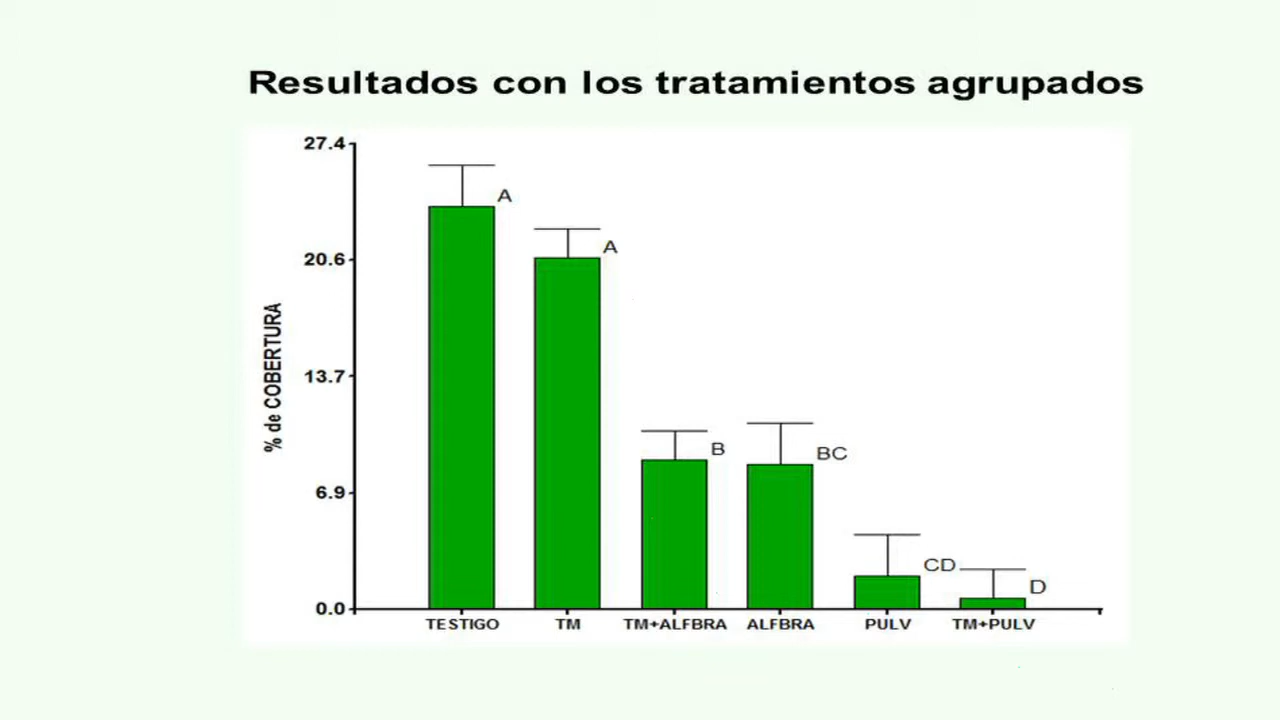 Resultados con los tratamientos agrupados
27.4
A
20.6
A
% de COBERTURA
13.7
B
BC
6.9
CD
D
0.0
TESTIGO TM TM+ALFBRA ALFBRA PULV TM+PULV